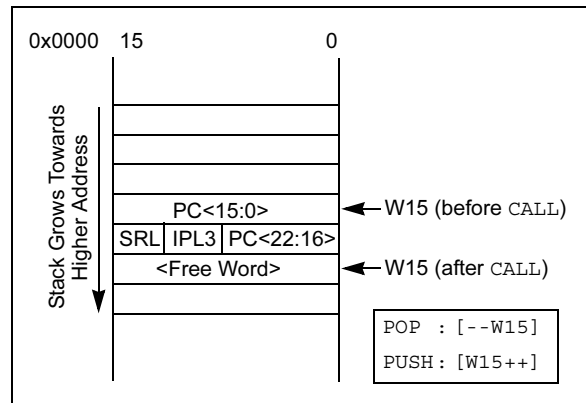 0x0000 15 0
Stack Grows Towards
Higher Address
PC<15:0>
W15 (before CALL)
SRL IPL3 PC<22:16>
<Free Word>
W15 (after CALL)
POP : [--W15]
PUSH : [W15++]